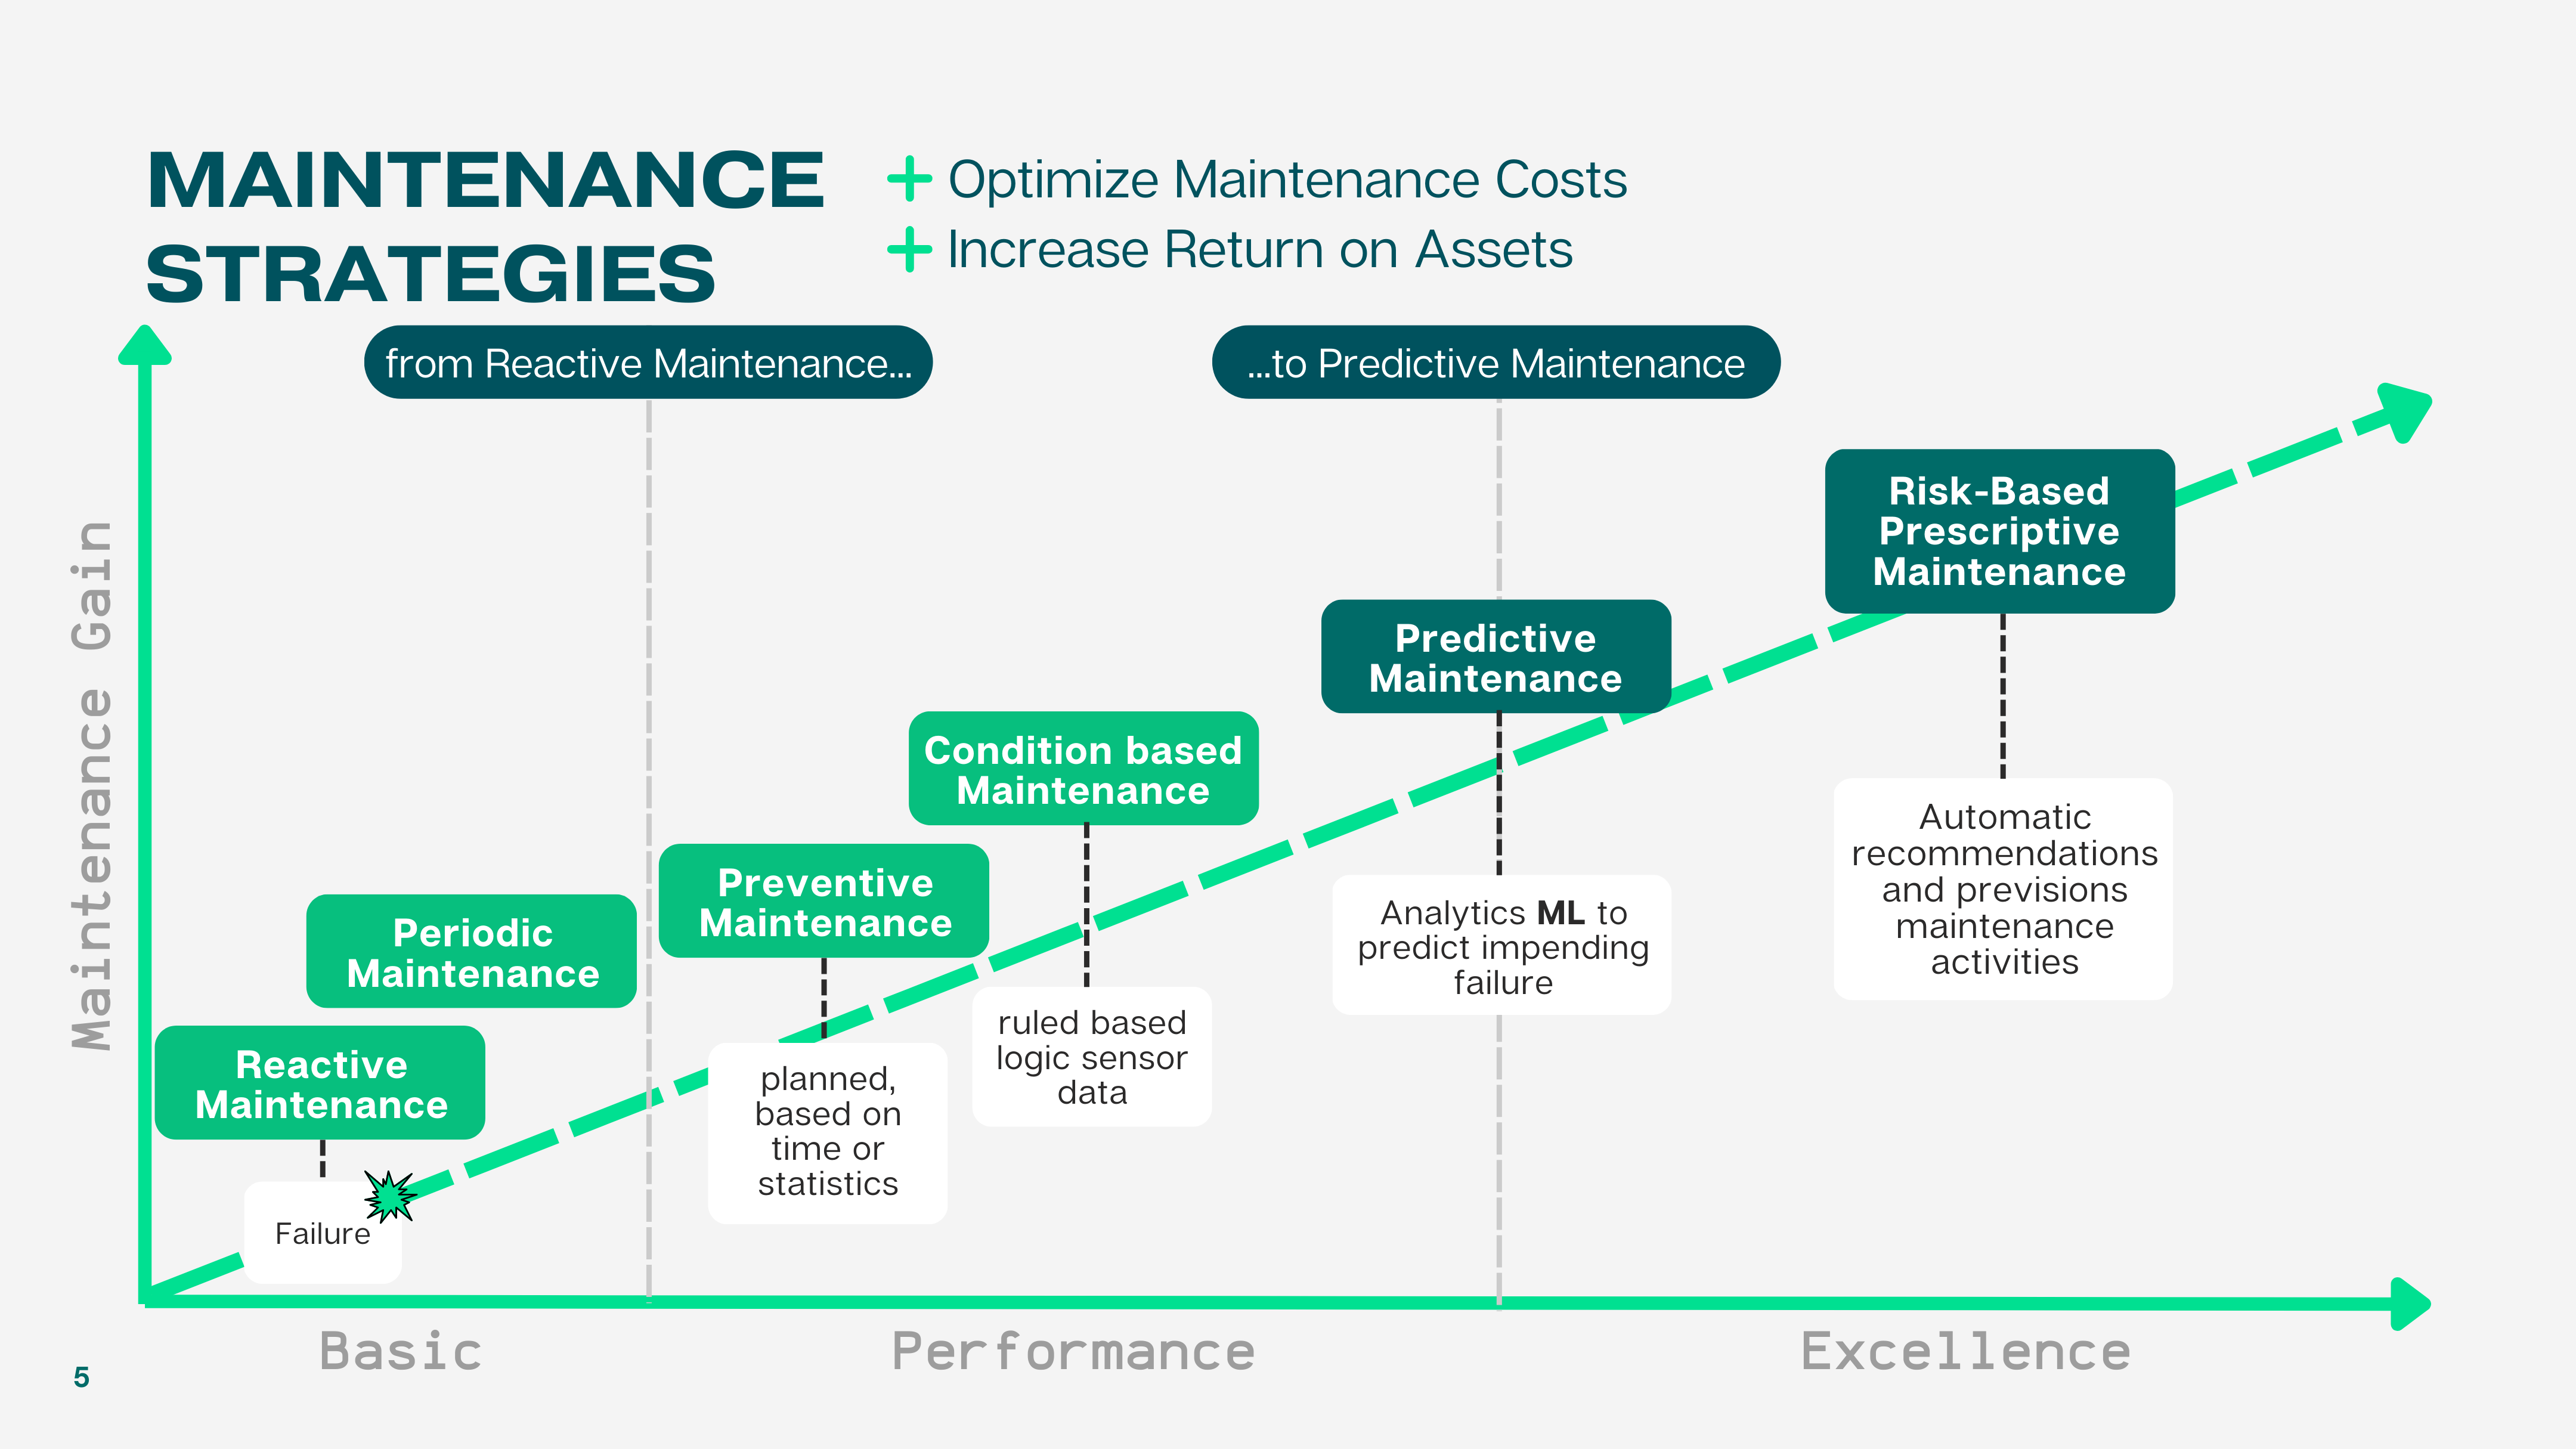 MAINTENANCE
STRATEGIES
Optimize Maintenance Costs
Increase Return on Assets
from Reactive Maintenance...
...to Predictive Maintenance
Maintenance Gain
Risk-Based
Prescriptive
Maintenance
Predictive
Maintenance
Condition based
Maintenance
Preventive
Maintenance
Periodic
Maintenance
Reactive
Maintenance
Failure
planned,
based on
time or
statistics
ruled based
logic sensor
data
Analytics ML to
predict impending
failure
Automatic
recommendations
and previsions
maintenance
activities
Basic
Performance
Excellence
5